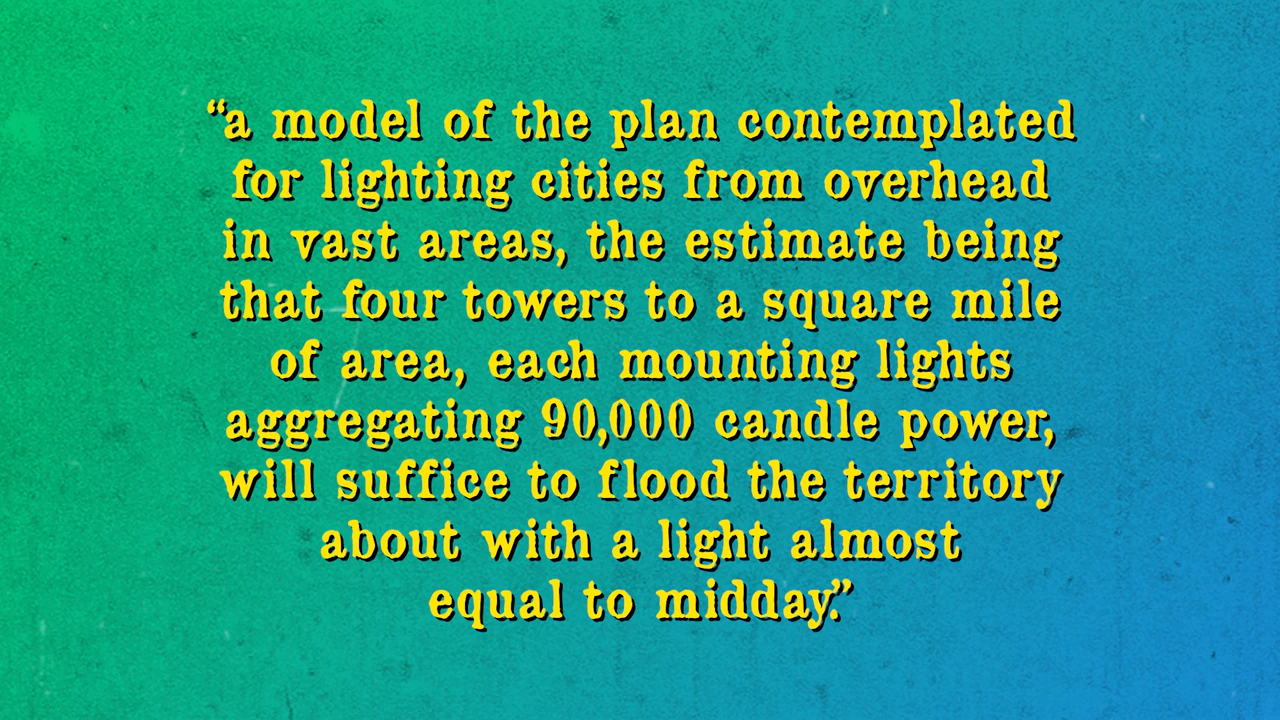 “a model of the plan contemplated
for lighting cities from overhead
in vast areas, the estimate being
that four towers to a square mile
of area, each mounting lights
aggregating 90,000 candle power,
will suffice to flood the territory
about with a light almost
equal to midday.”